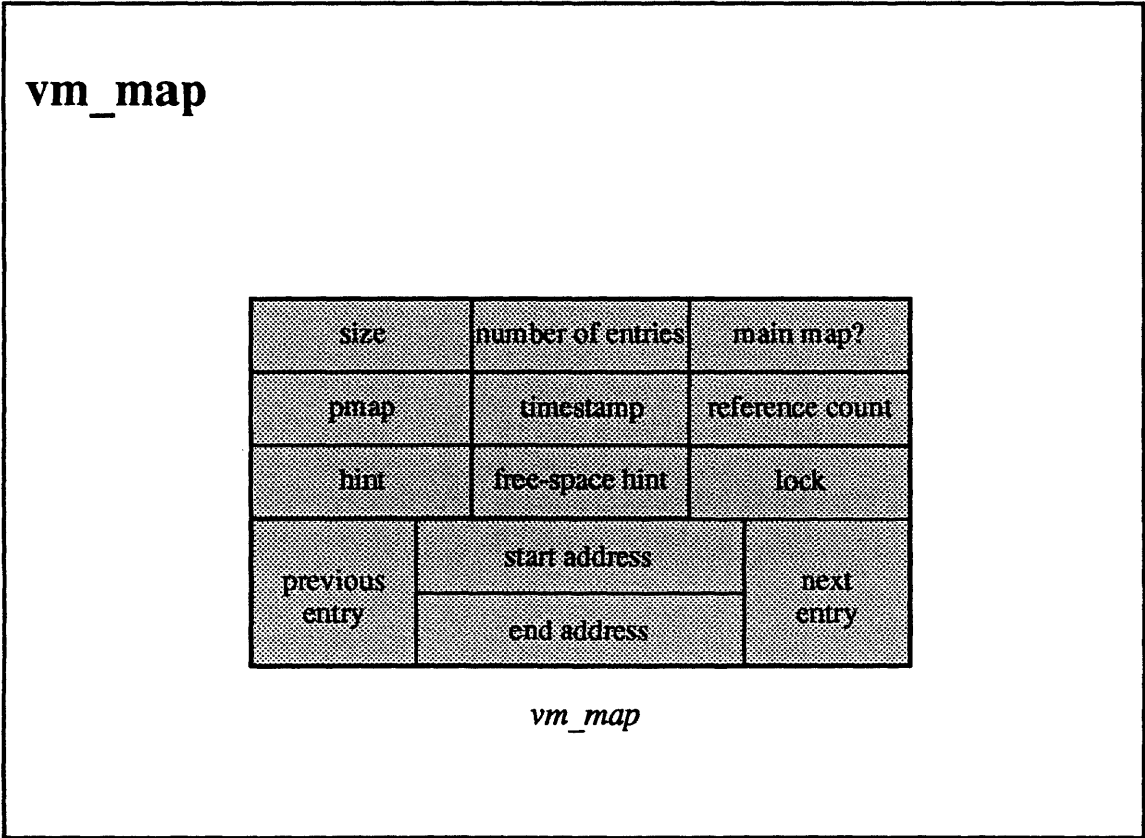 vm_map
size
number of entries
main map?
pmap
timestamp
reference count
hint
free-space hint
lock
previous
entry
start address
end address
next
entry
vm_map